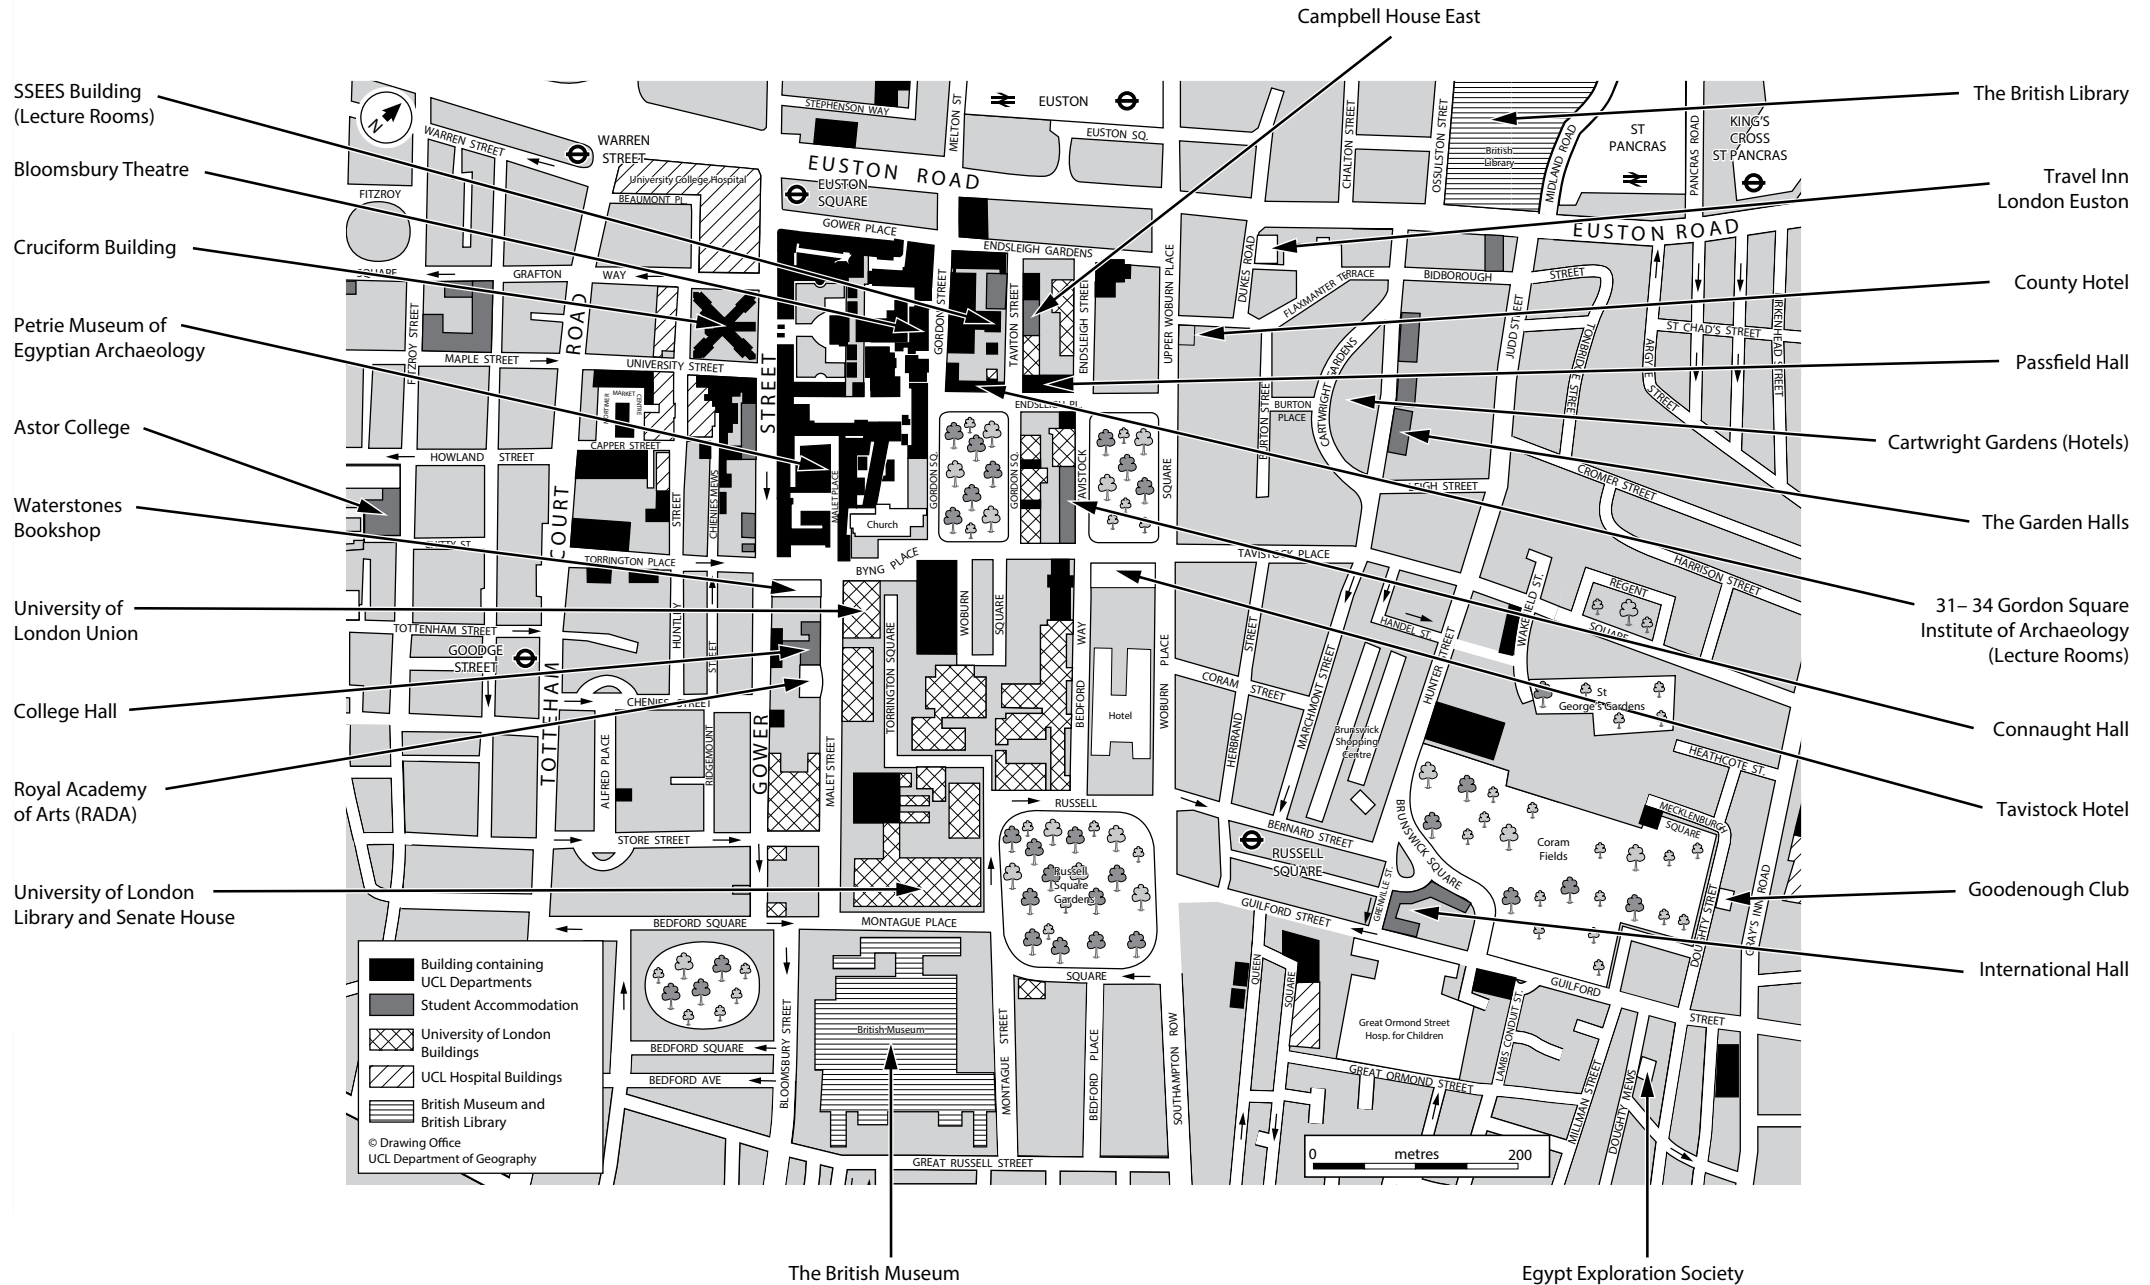 Campbell House East
SSEES Building
(Lecture Rooms)
Bloomsbury Theatre
Cruciform Building
Petrie Museum of
Egyptian Archaeology
Astor College
Waterstones
Bookshop
University of
London Union
College Hall
Royal Academy
of Arts (RADA)
University of London
Library and Senate House
The British Library
Travel Inn
London Euston
County Hotel
Passfield Hall
Cartwright Gardens (Hotels)
The Garden Halls
31– 34 Gordon Square
Institute of Archaeology
(Lecture Rooms)
Connaught Hall
Tavistock Hotel
Goodenough Club
International Hall
The British Museum
Egypt Exploration Society
N
WARREN STREET
WARREN
STREET
STEPHENSON WAY
MELTON ST
EUSTON
EUSTON SQ.
EUSTON ROAD
EUSTON
SQUARE
University College Hospital
BEAUMONT PL.
GOWER PLACE
ENDSLEIGH GARDENS
FITZROY
SQUARE
GRAFTON WAY
FITZROY STREET
MAPLE STREET
UNIVERSITY STREET
MORTIMER
MARKET
CENTRE
CAPPER STREET
HOWLAND STREET
CHITTY ST.
TORRINGTON PLACE
TOTTENHAM STREET
GOODGE
STREET
TOTTENHAM COURT ROAD
HUNTLEY STREET
CHENIES MEWS
CHENIES STREET
ALFRED PLACE
RIDGEMOUNT
STORE STREET
GOWER STREET
MALET PLACE
MALET STREET
Church
BYNG PLACE
TORRINGTON SQUARE
WOBURN SQUARE
GORDON STREET
GORDON SQ.
GORDON SQ.
TAVITON STREET
ENDSLEIGH STREET
ENDSLEIGH PL.
TAVISTOCK SQUARE
UPPER WOBURN PLACE
DUKES ROAD
FLAXMANTER TERRACE
BIDBOROUGH STREET
BURTON STREET
BURTON
PLACE
CARTWRIGHT GARDENS
LEIGH STREET
TAVISTOCK PLACE
CHALTON STREET
OSSULSTON STREET
British
Library
MIDLAND ROAD
ST
PANCRAS
PANCRAS ROAD
KING'S
CROSS
ST PANCRAS
EUSTON ROAD
JUDD STREET
TONBRIDGE STREET
ARGYLE STREET
ST CHAD'S STREET
BIRKENHEAD STREET
CROMER STREET
HARRISON STREET
REGENT
SQUARE
WAKEFIELD ST.
HANDEL ST.
HUNTER STREET
St
George's Gardens
HEATHCOTE ST.
MECKLENBURGH
SQUARE
Coram
Fields
BRUNSWICK SQUARE
Brunswick
Shopping
Centre
MARCHMONT STREET
HERBRAND STREET
CORAM STREET
BERNARD STREET
RUSSELL
SQUARE
WOBURN PLACE
BEDFORD WAY
Hotel
RUSSELL
Russell
Square
Gardens
SQUARE
GUILFORD STREET
GRENVILLE ST.
GUILFORD STREET
DOUGHTY STREET
GRAY'S INN ROAD
QUEEN SQUARE
Great Ormond Street
Hosp. for Children
GREAT ORMOND STREET
LAMBS CONDUIT ST.
MILLMAN STREET
DOUGHTY MEWS
BEDFORD SQUARE
MONTAGUE PLACE
British Museum
BLOOMSBURY STREET
BEDFORD SQUARE
BEDFORD AVE
MONTAGUE STREET
BEDFORD PLACE
SOUTHAMPTON ROW
GREAT RUSSELL STREET
Building containing
UCL Departments
Student Accommodation
University of London
Buildings
UCL Hospital Buildings
British Museum and
British Library
© Drawing Office
UCL Department of Geography
0 metres 200